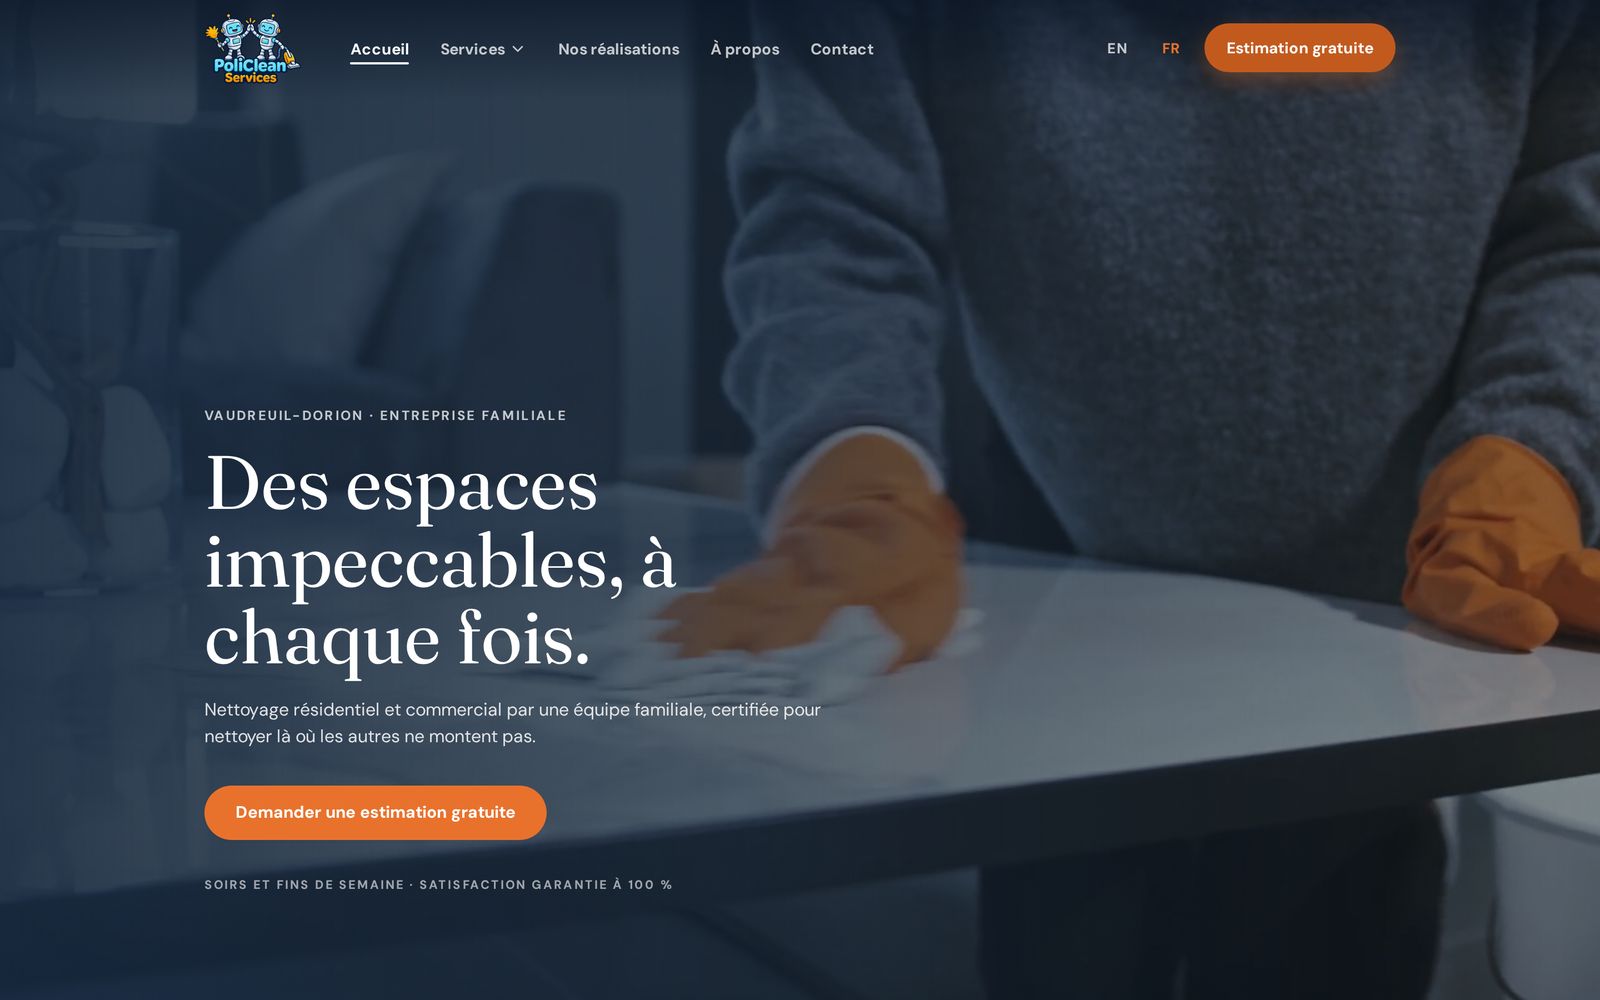 PoliClean
Services
Accueil
Services
Nos réalisations
À propos
Contact
EN
FR
Estimation gratuite
VAUDREUIL-DORION · ENTREPRISE FAMILIALE
Des espaces
impeccables, à
chaque fois.
Nettoyage résidentiel et commercial par une équipe familiale, certifiée pour
nettoyer là où les autres ne montent pas.
Demander une estimation gratuite
SOIRS ET FINS DE SEMAINE · SATISFACTION GARANTIE À 100 %